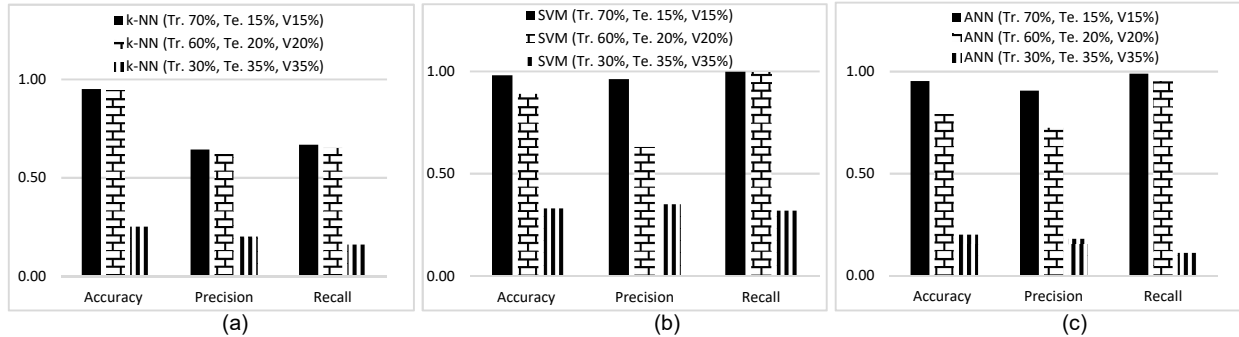 k-NN (Tr. 70%, Te. 15%, V15%)
k-NN (Tr. 60%, Te. 20%, V20%)
k-NN (Tr. 30%, Te. 35%, V35%)
1.00
0.50
0.00
Accuracy Precision Recall
(a)
SVM (Tr. 70%, Te. 15%, V15%)
SVM (Tr. 60%, Te. 20%, V20%)
SVM (Tr. 30%, Te. 35%, V35%)
1.00
0.50
0.00
Accuracy Precision Recall
(b)
ANN (Tr. 70%, Te. 15%, V15%)
ANN (Tr. 60%, Te. 20%, V20%)
ANN (Tr. 30%, Te. 35%, V35%)
1.00
0.50
0.00
Accuracy Precision Recall
(c)